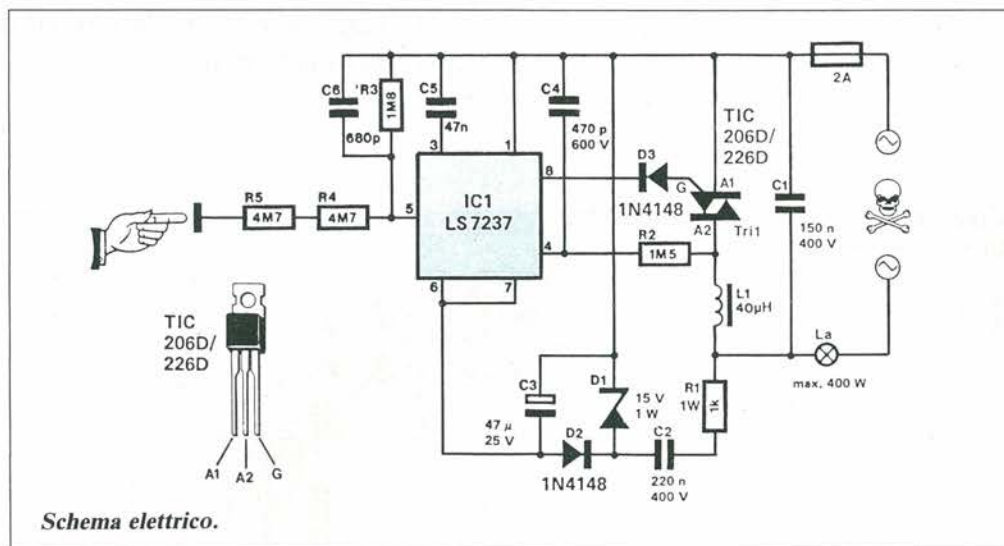 C6
680p
'R3
1M8
C5
47n
C4
470 p
600 V
2A
TIC
206D/
226D
3
1
8
5
4
6
7
IC1
LS7237
D3
1N4148
G
A1
A2
Tri1
C1
150 n
400 V
R5
4M7
R4
4M7
R2
1M5
L1
40µH
La
max. 400 W
TIC
206D/
226D
A1
A2
G
C3
47 µ
25 V
D1
15 V
1 W
D2
1N4148
C2
220 n
400 V
R1
1W
1k
Schema elettrico.